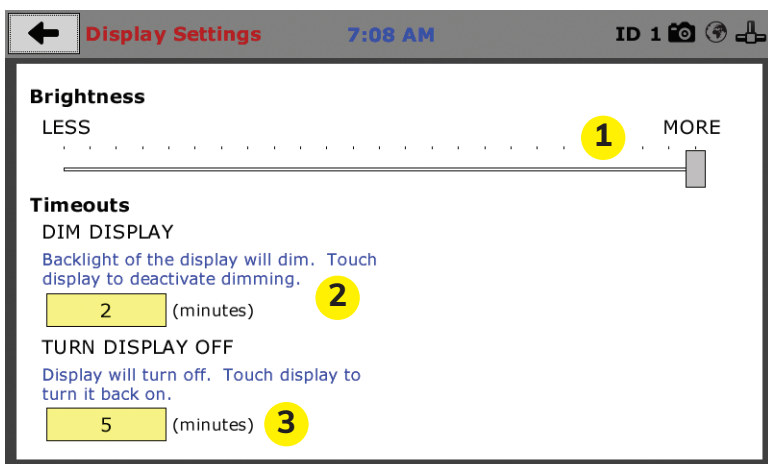 Display Settings 7:08 AM ID 1
Brightness
LESS MORE
1
Timeouts
DIM DISPLAY
Backlight of the display will dim. Touch
display to deactivate dimming.
2
2 (minutes)
TURN DISPLAY OFF
Display will turn off. Touch display to
turn it back on.
5 (minutes) 3